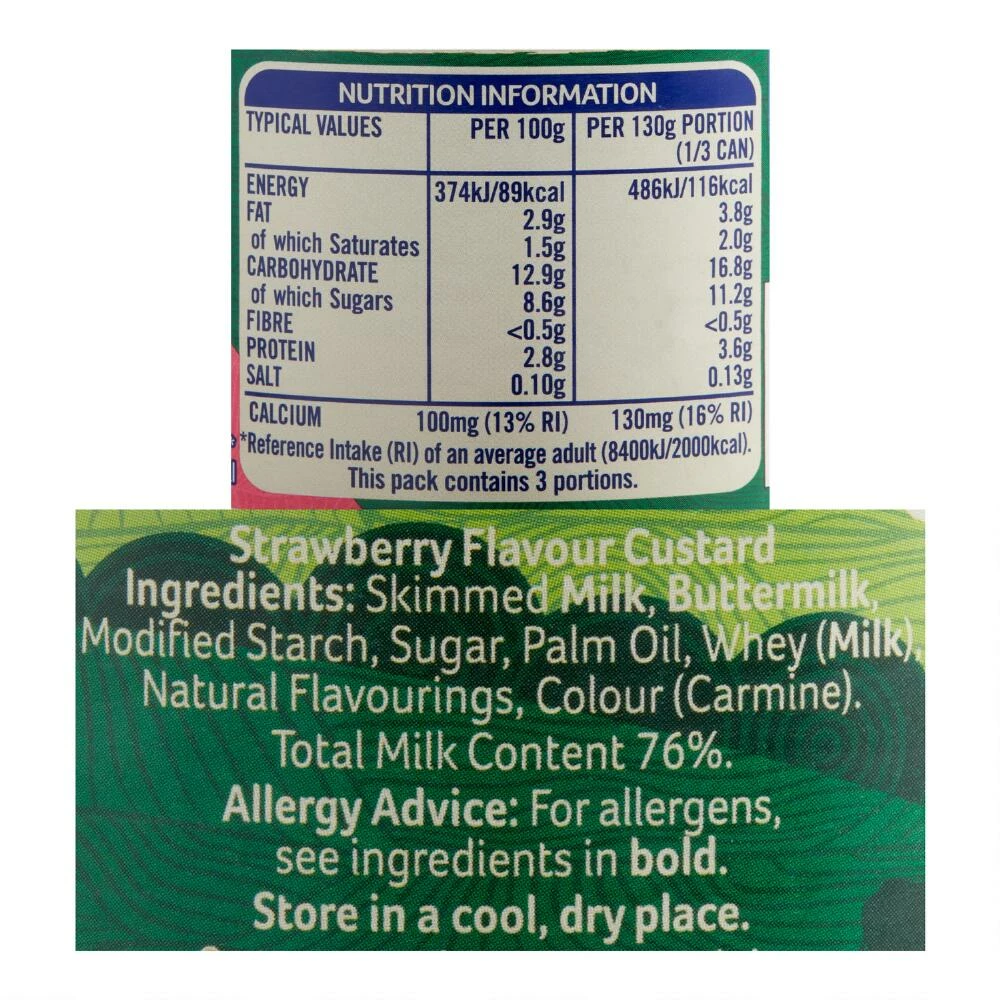 NUTRITION INFORMATION
TYPICAL VALUES PER 100g PER 130g PORTION
(1/3 CAN)
ENERGY 374kJ/89kcal 486kJ/116kcal
FAT 2.9g 3.8g
of which Saturates 1.5g 2.0g
CARBOHYDRATE 12.9g 16.8g
of which Sugars 8.6g 11.2g
FIBRE <0.5g <0.5g
PROTEIN 2.8g 3.6g
SALT 0.10g 0.13g
CALCIUM 100mg (13% RI) 130mg (16% RI)
*Reference Intake (RI) of an average adult (8400kJ/2000kcal).
This pack contains 3 portions.
Strawberry Flavour Custard
Ingredients: Skimmed Milk, Buttermilk,
Modified Starch, Sugar, Palm Oil, Whey (Milk),
Natural Flavourings, Colour (Carmine).
Total Milk Content 76%.
Allergy Advice: For allergens,
see ingredients in bold.
Store in a cool, dry place.